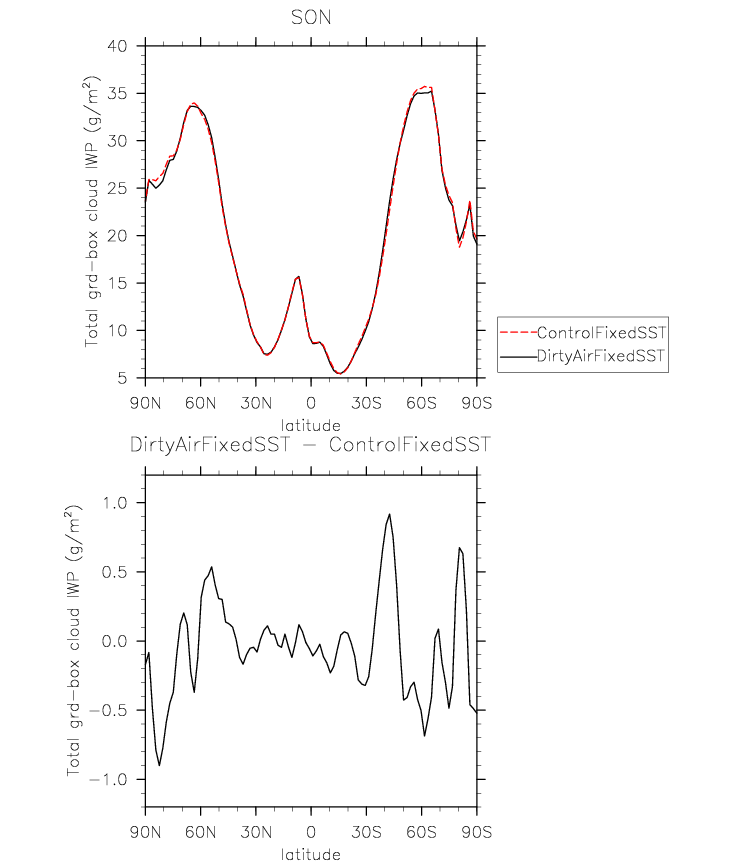 SON
Total grd-box cloud IWP (g/m²)
40
35
30
25
20
15
10
5
90N 60N 30N 0 30S 60S 90S
latitude
ControlFixedSST
DirtyAirFixedSST
DirtyAirFixedSST - ControlFixedSST
Total grd-box cloud IWP (g/m²)
1.0
0.5
0.0
-0.5
-1.0
90N 60N 30N 0 30S 60S 90S
latitude